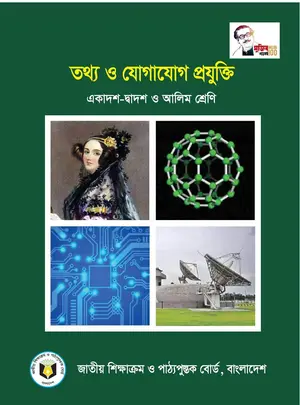 তথ্য ও যোগাযোগ প্রযুক্তি
একাদশ-দ্বাদশ ও আলিম শ্রেণি
জাতীয় শিক্ষাক্রম ও পাঠ্যপুস্তক বোর্ড, বাংলাদেশ